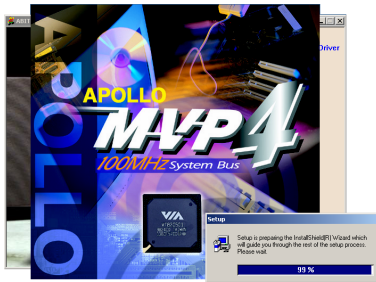 ABIT
Driver
APOLLO
APOLLO
MVP4
100MHz System Bus
VIA
Setup
Setup is preparing the InstallShield(R) Wizard which
will guide you through the rest of the setup process.
Please wait.
99 %